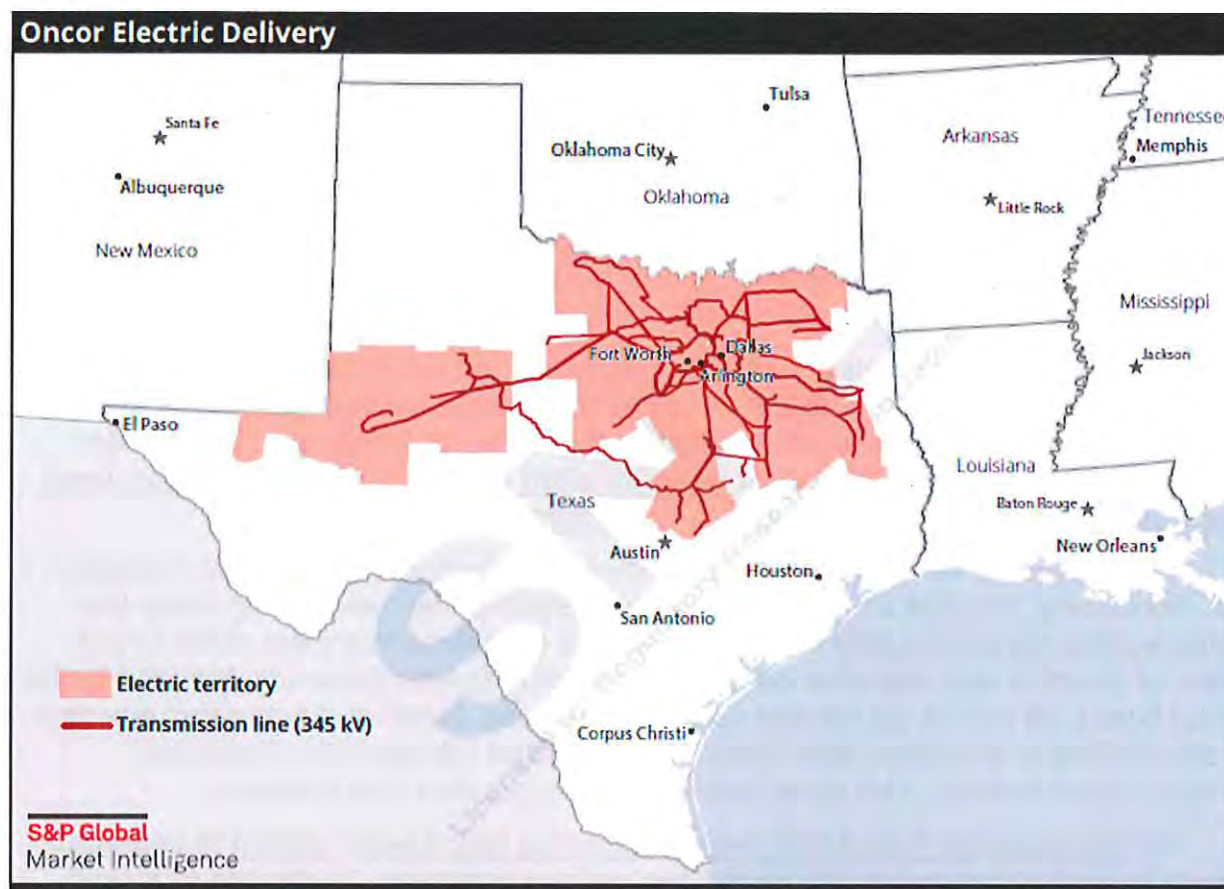 Oncor Electric Delivery
Tulsa
Santa Fe
Tennessee
Arkansas
Oklahoma City
Memphis
Albuquerque
Oklahoma
Little Rock
New Mexico
Mississippi
Dallas
Fort Worth
Jackson
Arlington
El Paso
Louisiana
Texas
Baton Rouge
Austin
New Orleans
Houston
San Antonio
Electric territory
Transmission line (345 kV)
Corpus Christi
S&P Global
Market Intelligence